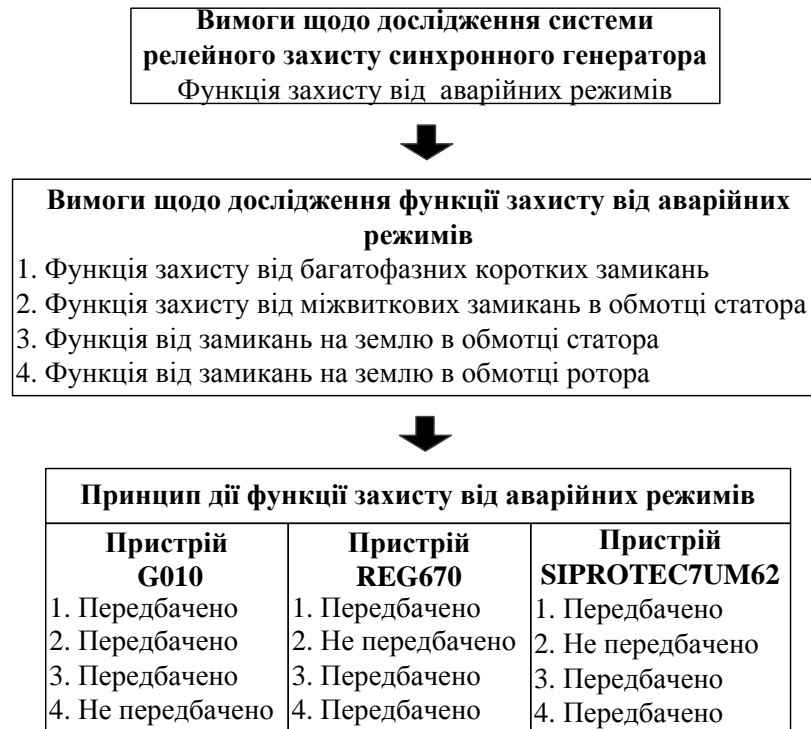 Вимоги щодо дослідження системи
релейного захисту синхронного генератора
Функція захисту від аварійних режимів
Вимоги щодо дослідження функції захисту від аварійних
режимів
1. Функція захисту від багатофазних коротких замикань
2. Функція захисту від міжвиткових замикань в обмотці статора
3. Функція від замикань на землю в обмотці статора
4. Функція від замикань на землю в обмотці ротора
Принцип дії функції захисту від аварійних режимів
Пристрій
G010
1. Передбачено
2. Передбачено
3. Передбачено
4. Не передбачено
Пристрій
REG670
1. Передбачено
2. Не передбачено
3. Передбачено
4. Передбачено
Пристрій
SIPROTEC7UM62
1. Передбачено
2. Не передбачено
3. Передбачено
4. Передбачено